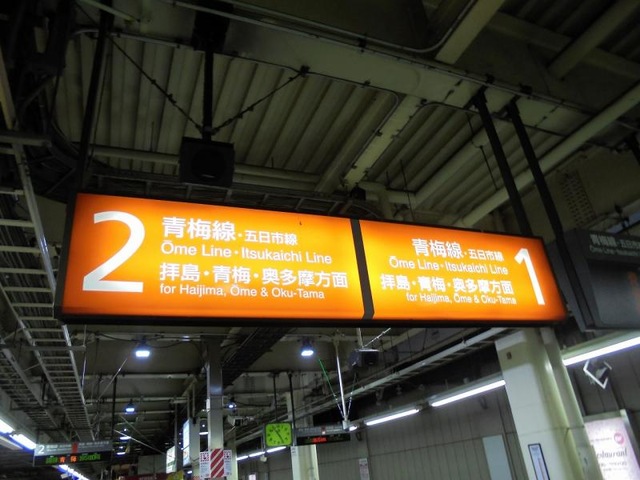 2
青梅線・五日市線
Ōme Line・Itsukaichi Line
拝島・青梅・奥多摩方面
for Haijima, Ōme & Oku-Tama
1
青梅線・五日市線
Ōme Line・Itsukaichi Line
拝島・青梅・奥多摩方面
for Haijima, Ōme & Oku-Tama